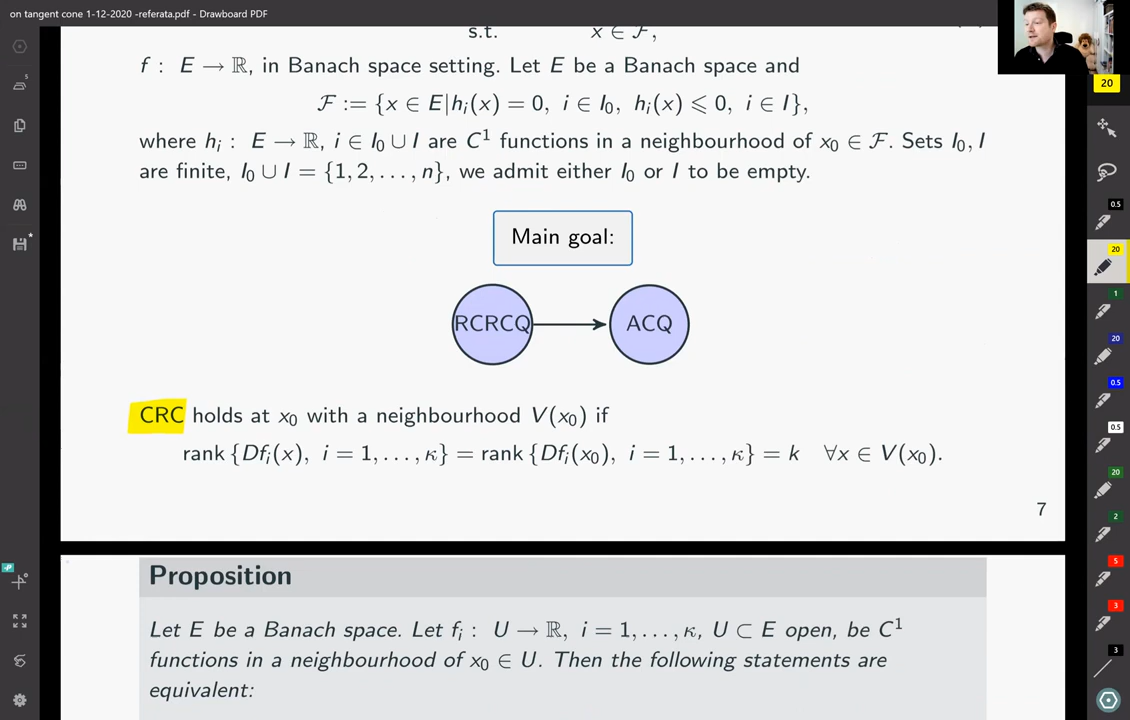 on tangent cone 1-12-2020 -referata.pdf - Drawboard PDF
s.t. x ∈ ℱ,
f : E → ℝ, in Banach space setting. Let E be a Banach space and
ℱ := {x ∈ E|hᵢ(x) = 0, i ∈ I₀, hᵢ(x) ⩽ 0, i ∈ I},
where hᵢ : E → ℝ, i ∈ I₀ ∪ I are C¹ functions in a neighbourhood of x₀ ∈ ℱ. Sets I₀, I
are finite, I₀ ∪ I = {1, 2, . . . , n}, we admit either I₀ or I to be empty.
Main goal:
RCRCQ ACQ
CRC holds at x₀ with a neighbourhood V(x₀) if
rank {Dfᵢ(x), i = 1, . . . , κ} = rank {Dfᵢ(x₀), i = 1, . . . , κ} = k ∀x ∈ V(x₀).
7
Proposition
Let E be a Banach space. Let fᵢ : U → ℝ, i = 1, . . . , κ, U ⊂ E open, be C¹
functions in a neighbourhood of x₀ ∈ U. Then the following statements are
equivalent:
20
0.5
20
1
20
0.5
0.5
20
2
5
3
3
5